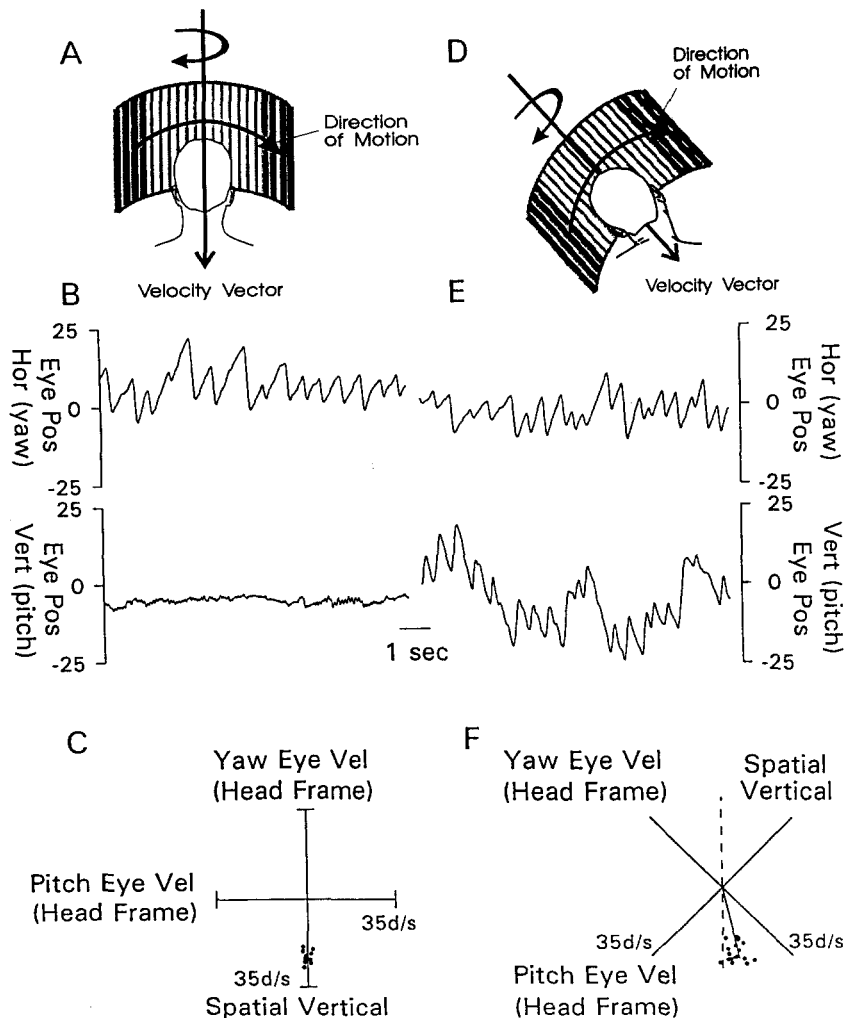 A
Direction
of Motion
Velocity Vector
D
Direction
of Motion
Velocity Vector
B
25
0
-25
Hor (yaw)
Eye Pos
25
0
-25
Vert (pitch)
Eye Pos
1 sec
E
25
0
-25
Hor (yaw)
Eye Pos
25
0
-25
Vert (pitch)
Eye Pos
C
Yaw Eye Vel
(Head Frame)
Pitch Eye Vel
(Head Frame)
35d/s
35d/s
Spatial Vertical
F
Yaw Eye Vel
(Head Frame)
Spatial
Vertical
35d/s
35d/s
Pitch Eye Vel
(Head Frame)